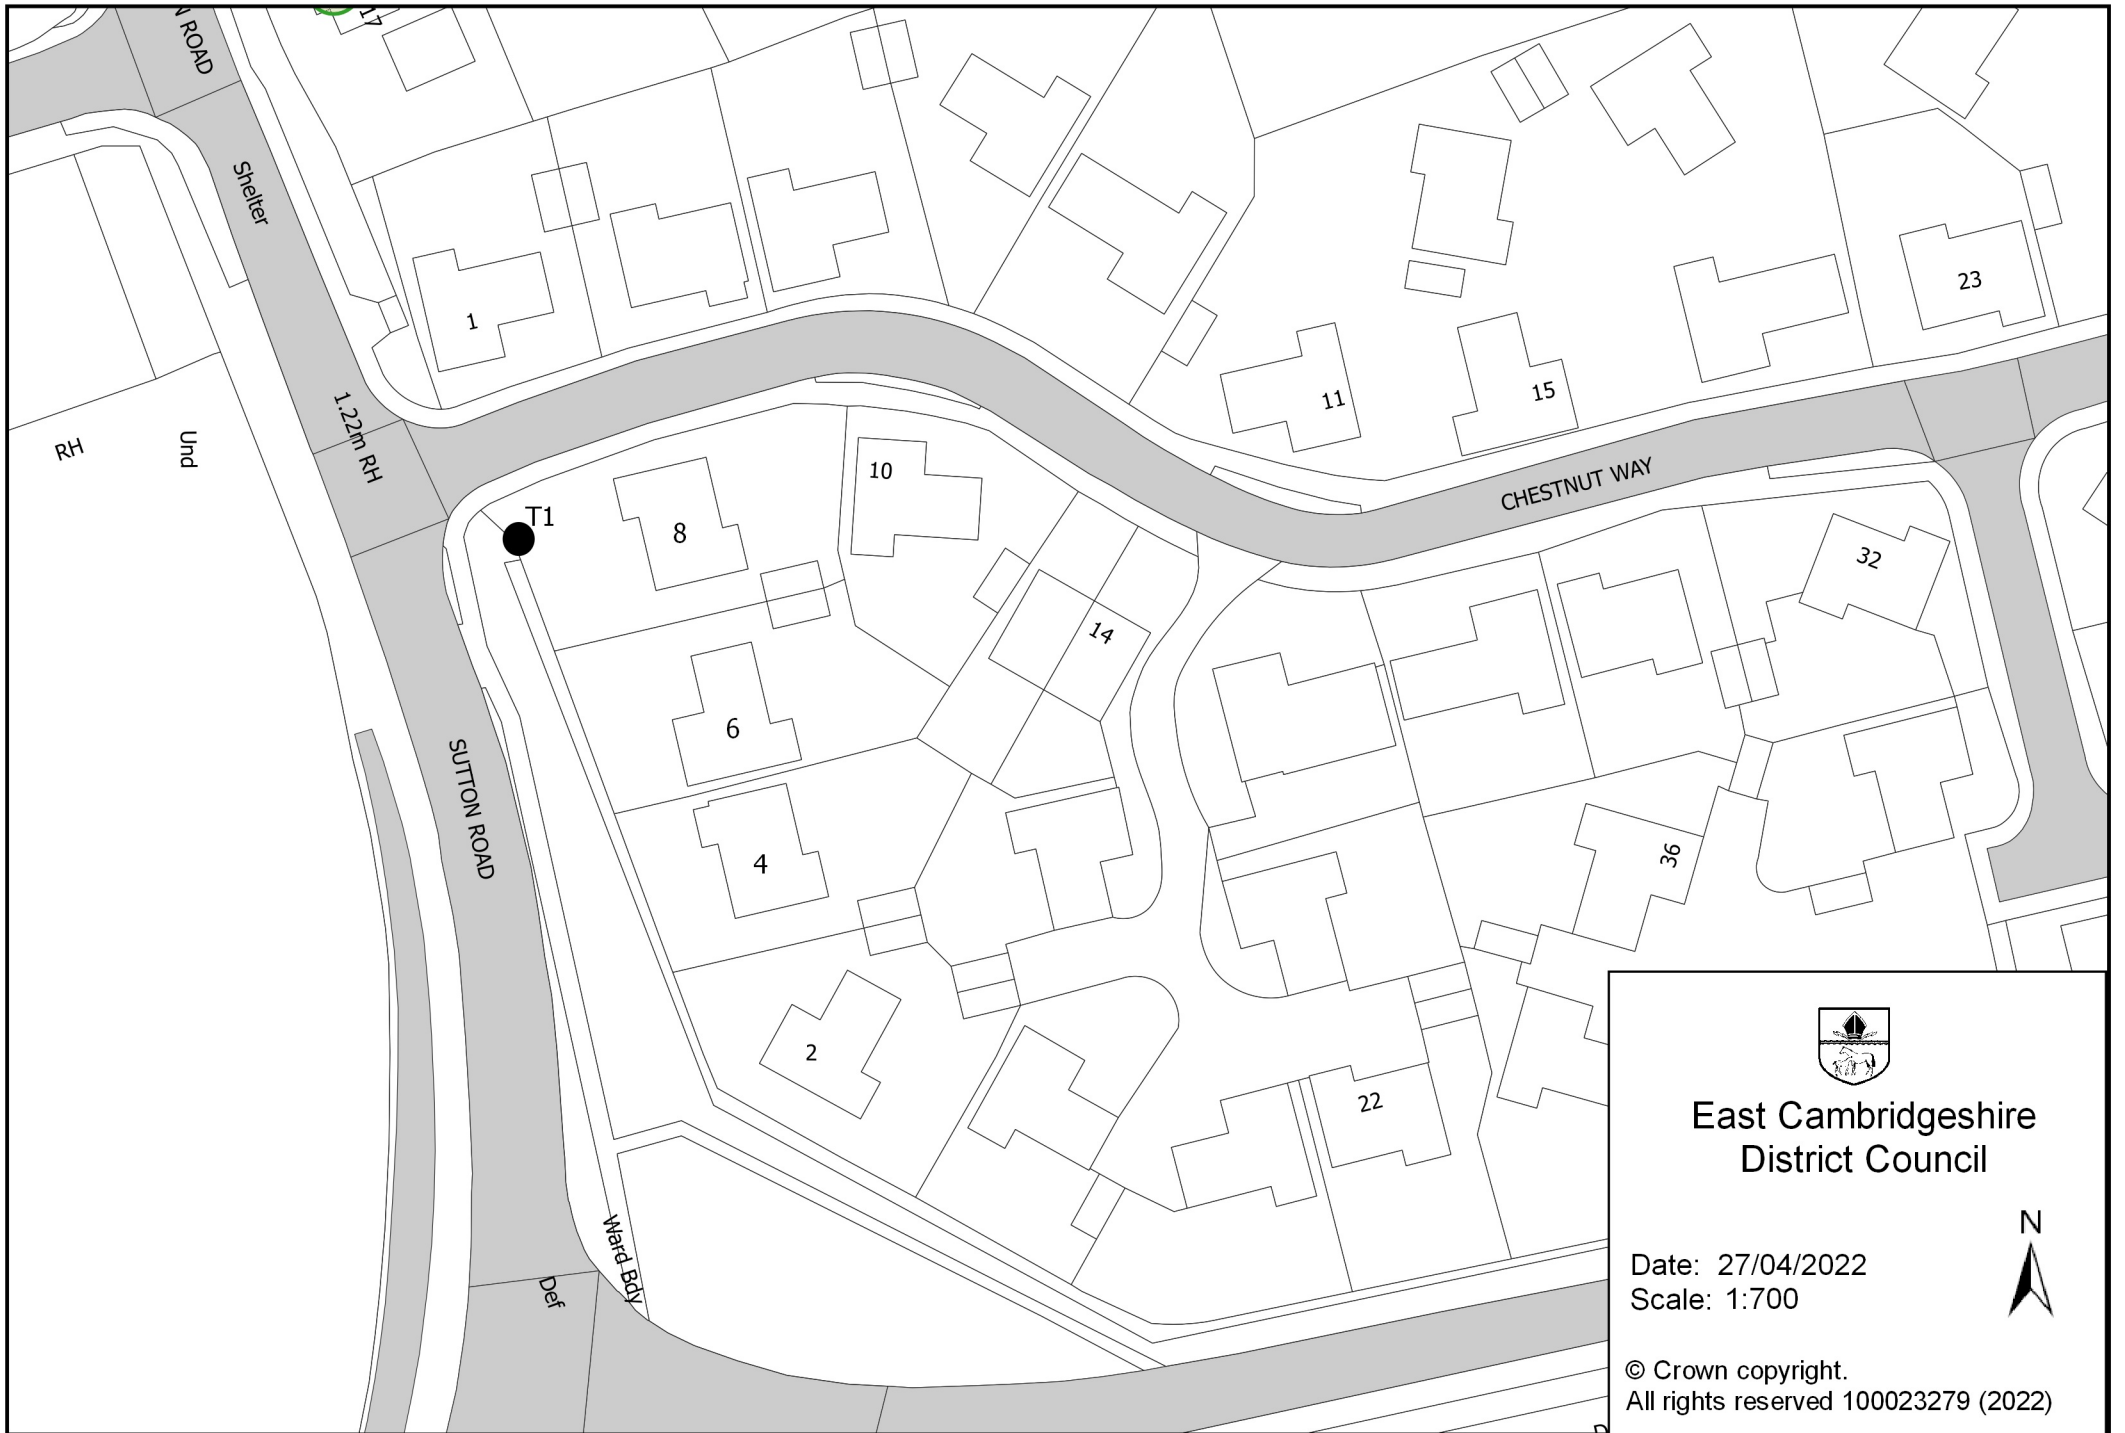 N ROAD
17
Shelter
1
1.22m RH
RH
Und
23
11
15
CHESTNUT WAY
10
T1
8
32
14
6
SUTTON ROAD
4
36
2
22
Ward Bdy
Def
East Cambridgeshire
District Council
N
Date: 27/04/2022
Scale: 1:700
© Crown copyright.
All rights reserved 100023279 (2022)